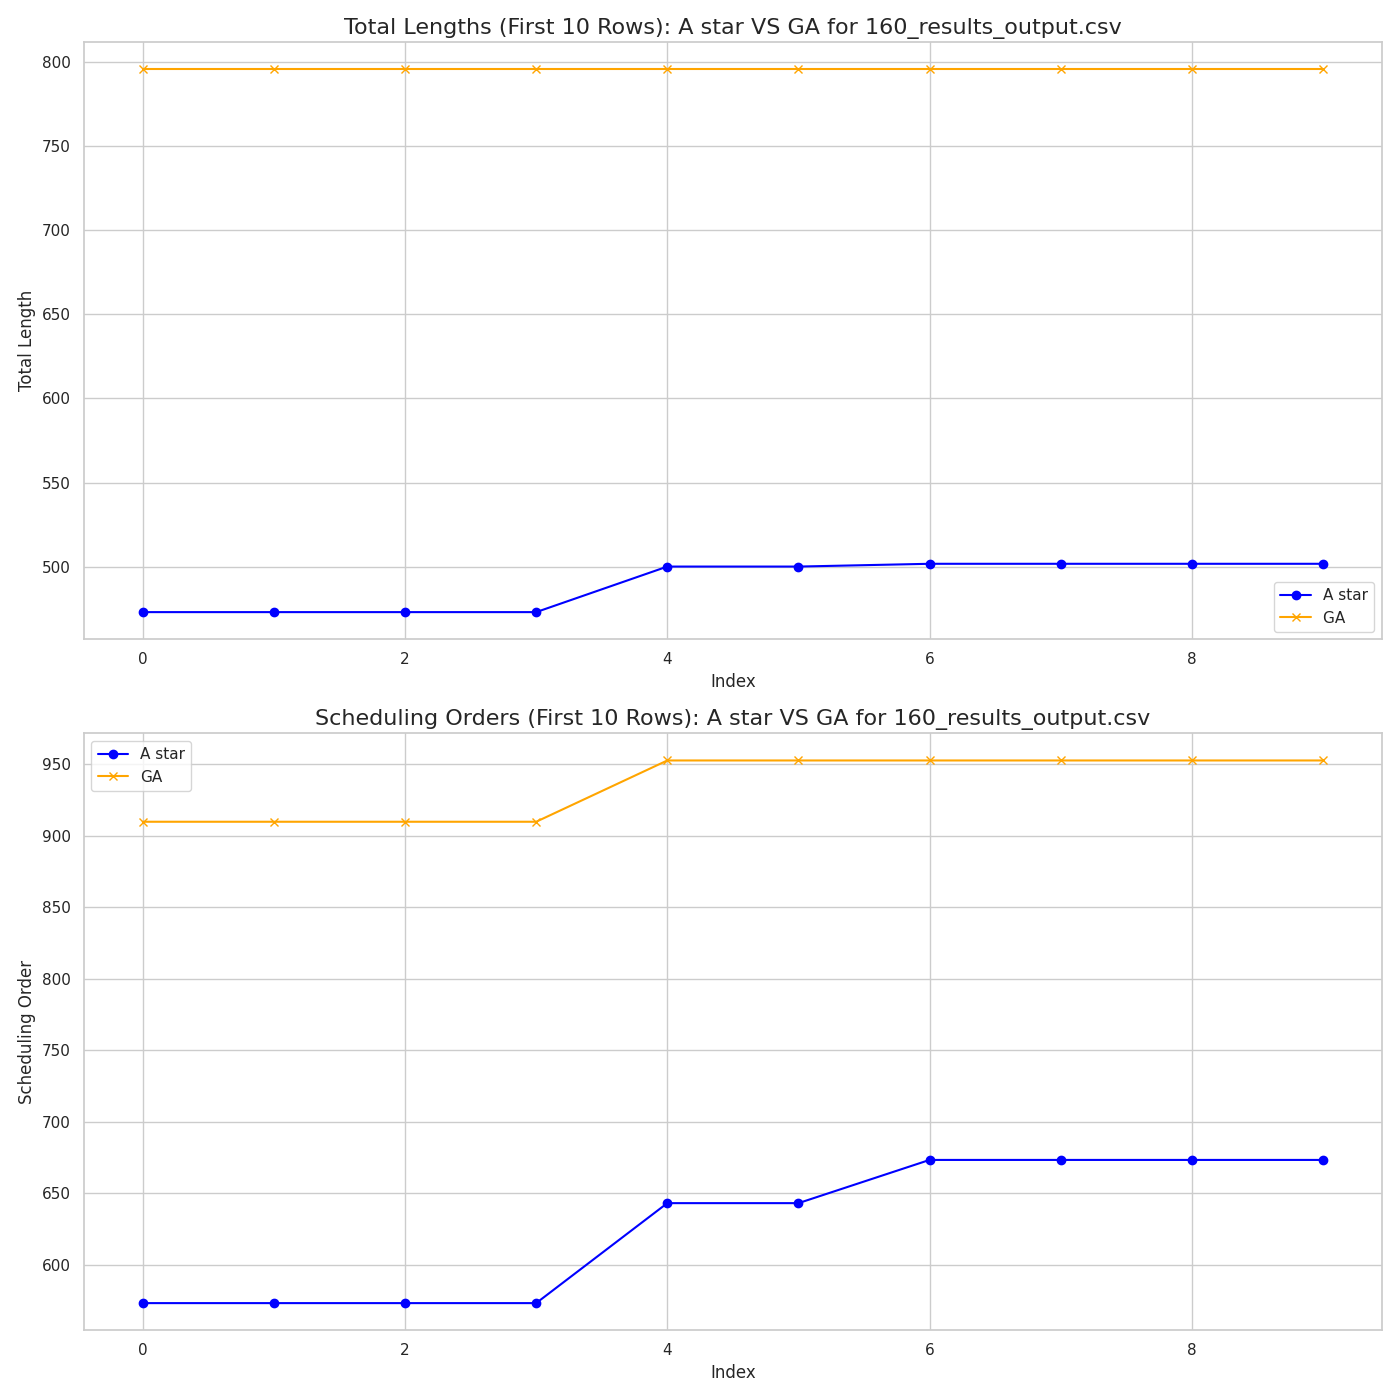 Total Lengths (First 10 Rows): A star VS GA for 160_results_output.csv
800
750
700
650
600
550
500
Total Length
A star
GA
0 2 4 6 8
Index
Scheduling Orders (First 10 Rows): A star VS GA for 160_results_output.csv
A star
GA
950
900
850
800
750
700
650
600
Scheduling Order
0 2 4 6 8
Index